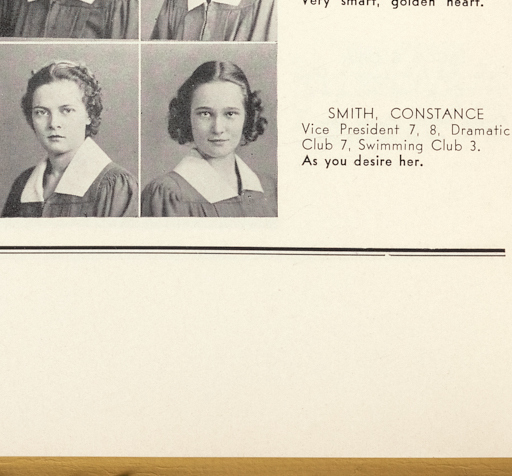 Very smart, golden heart.
SMITH, CONSTANCE
Vice President 7, 8, Dramatic
Club 7, Swimming Club 3.
As you desire her.